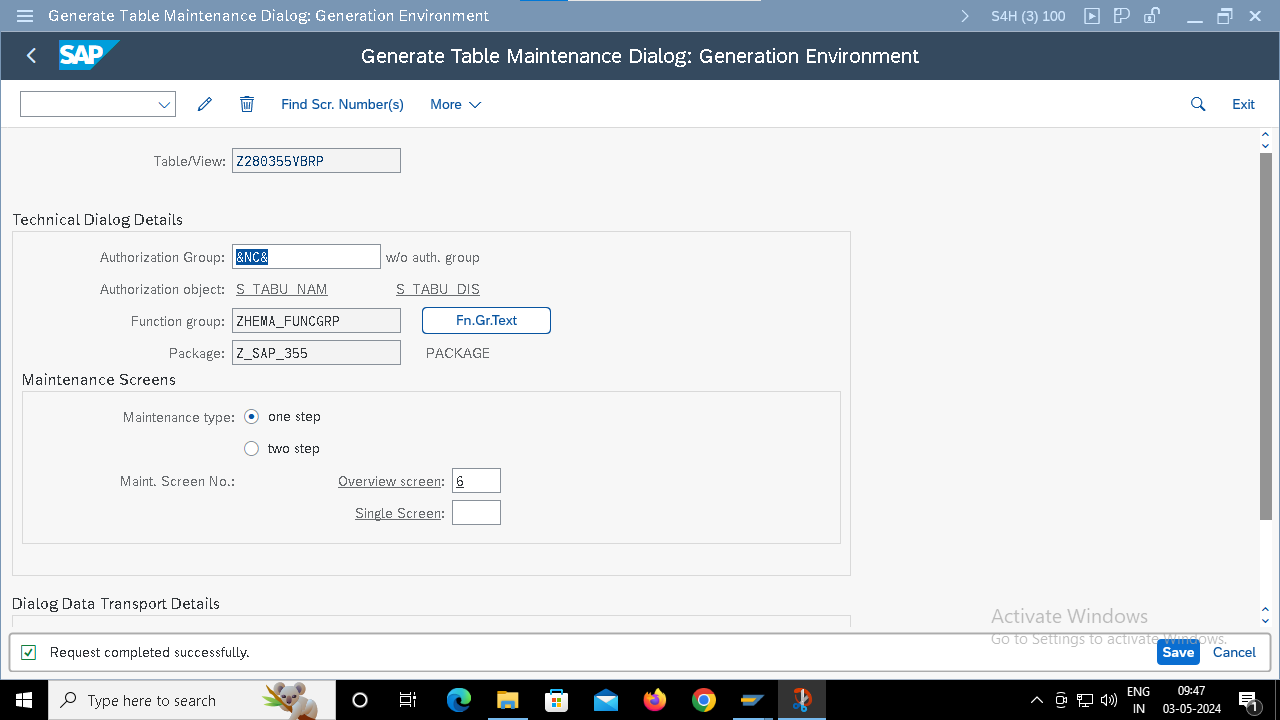 Generate Table Maintenance Dialog: Generation Environment
S4H (3) 100
SAP
Generate Table Maintenance Dialog: Generation Environment
Find Scr. Number(s)
More
Exit
Table/View: Z280355VBRP
Technical Dialog Details
Authorization Group: &NC& w/o auth. group
Authorization object: S_TABU_NAM S_TABU_DIS
Function group: ZHEMA_FUNCGRP Fn.Gr.Text
Package: Z_SAP_355 PACKAGE
Maintenance Screens
Maintenance type: one step
two step
Maint. Screen No.: Overview screen: 6
Single Screen:
Dialog Data Transport Details
Activate Windows
Go to Settings to activate Windows.
Request completed successfully.
Save Cancel
Type here to search
ENG
IN
09:47
03-05-2024
1